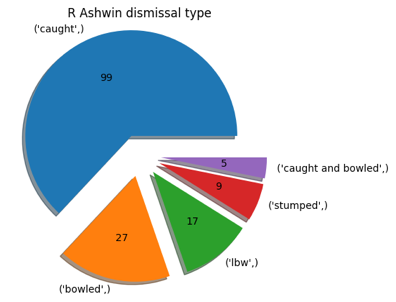 R Ashwin dismissal type
('caught',)
99
5
('caught and bowled',)
9
('stumped',)
17
('lbw',)
27
('bowled',)